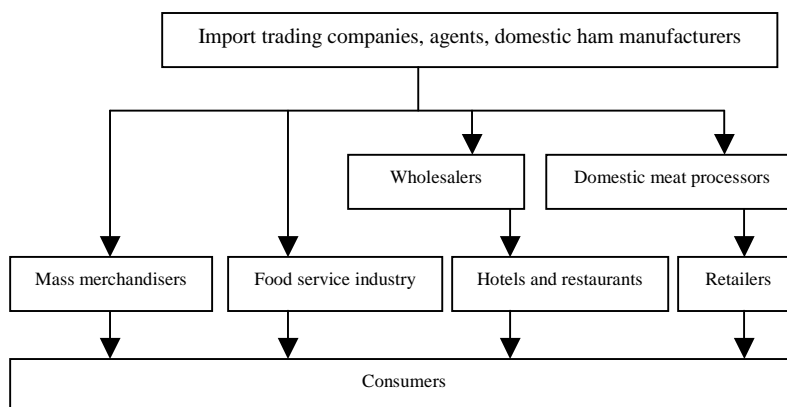 Import trading companies, agents, domestic ham manufacturers
Wholesalers
Domestic meat processors
Mass merchandisers
Food service industry
Hotels and restaurants
Retailers
Consumers